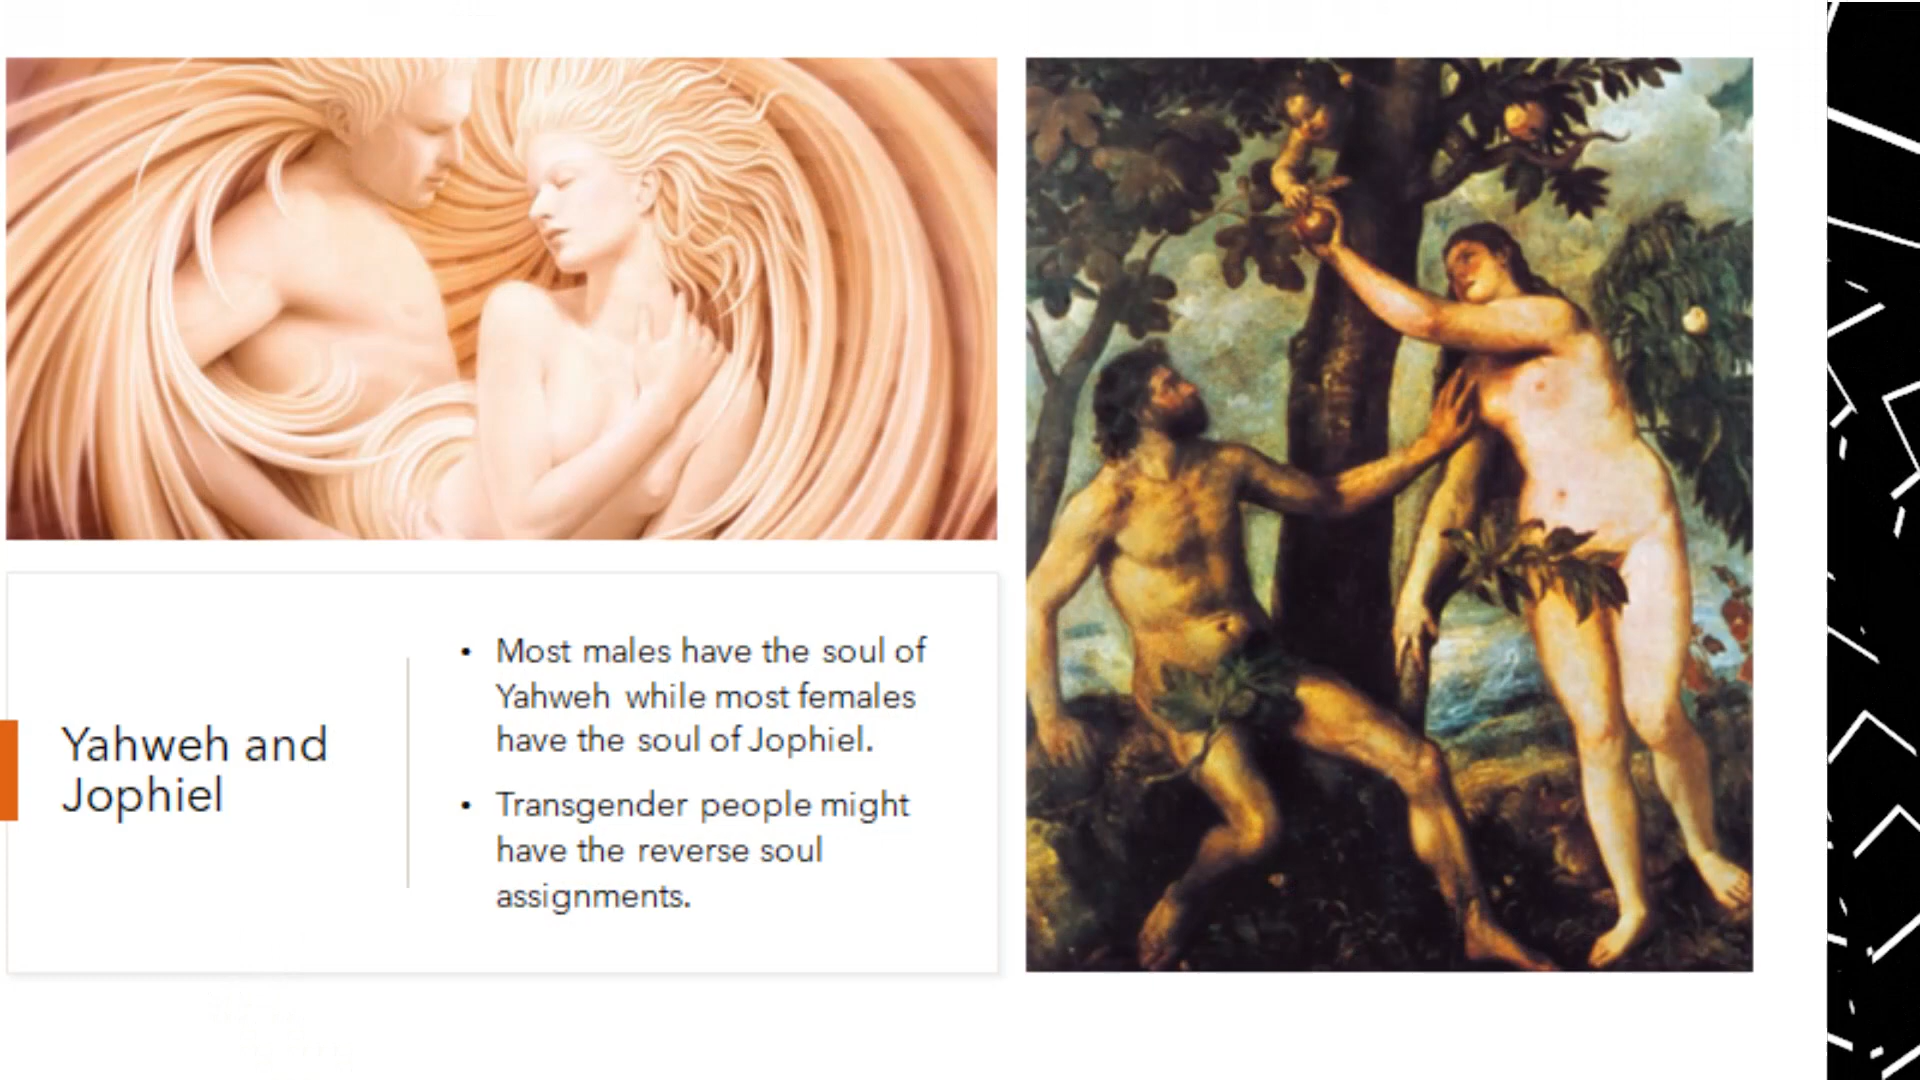 Yahweh and
Jophiel
• Most males have the soul of
Yahweh while most females
have the soul of Jophiel.
• Transgender people might
have the reverse soul
assignments.